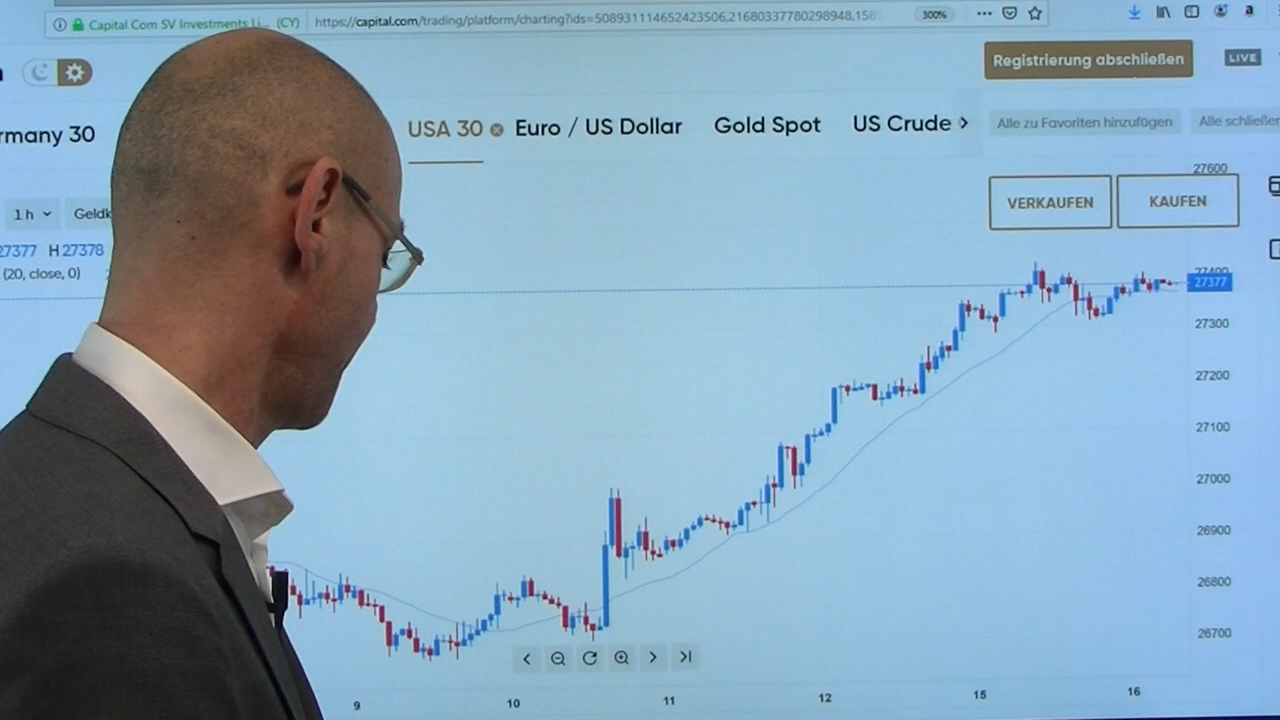 Capital Com SV Investments Li... (CY)
https://capital.com/trading/platform/charting?ids=508931114652423506,21680337780298948,158
300%
Registrierung abschließen
LIVE
rmany 30
USA 30
Euro / US Dollar
Gold Spot
US Crude
Alle zu Favoriten hinzufügen
Alle schließen
27600
VERKAUFEN
KAUFEN
1 h
Geldk
27377 H 27378
(20, close, 0)
27400
27377
27300
27200
27100
27000
26900
26800
26700
9
10
11
12
15
16